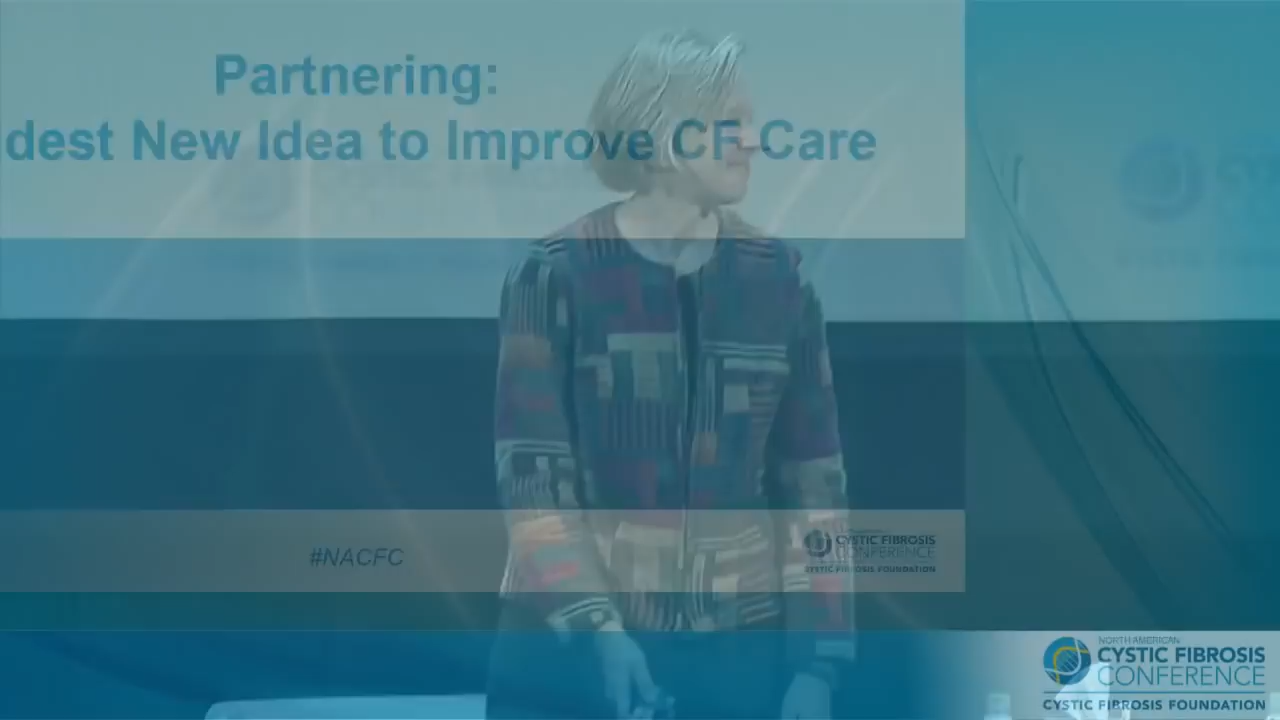 Partnering:
dest New Idea to Improve CF Care
#NACFC
CYSTIC FIBROSIS
CONFERENCE
CYSTIC FIBROSIS FOUNDATION
NORTH AMERICAN
CYSTIC FIBROSIS
CONFERENCE
CYSTIC FIBROSIS FOUNDATION